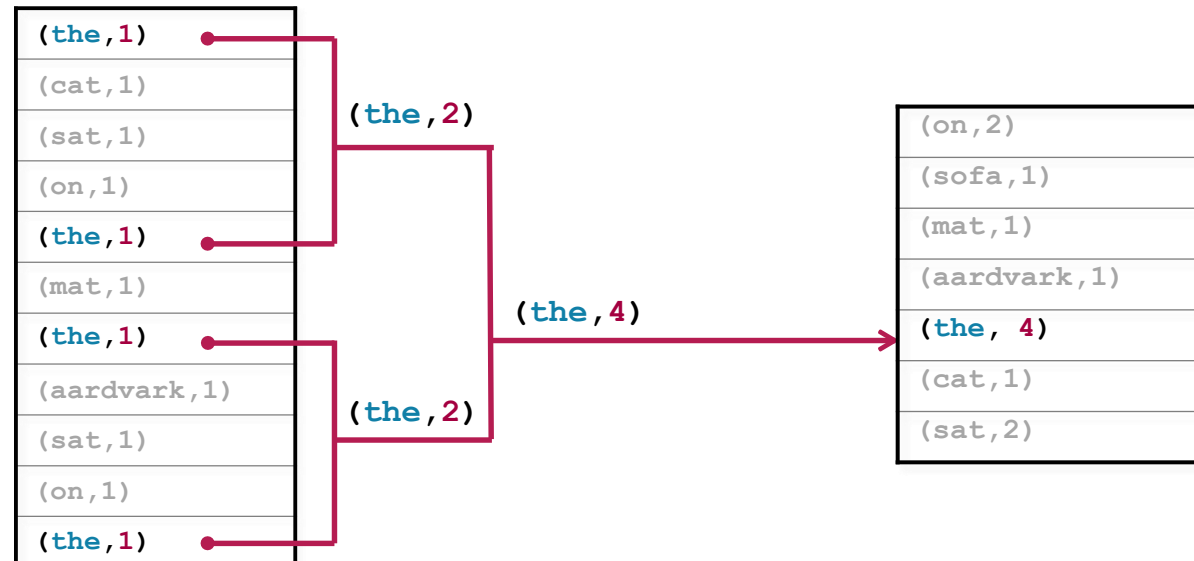 (the,1)
(cat,1)
(sat,1)
(on,1)
(the,1)
(mat,1)
(the,1)
(aardvark,1)
(sat,1)
(on,1)
(the,1)
(the,2)
(the,2)
(the,4)
(on,2)
(sofa,1)
(mat,1)
(aardvark,1)
(the, 4)
(cat,1)
(sat,2)